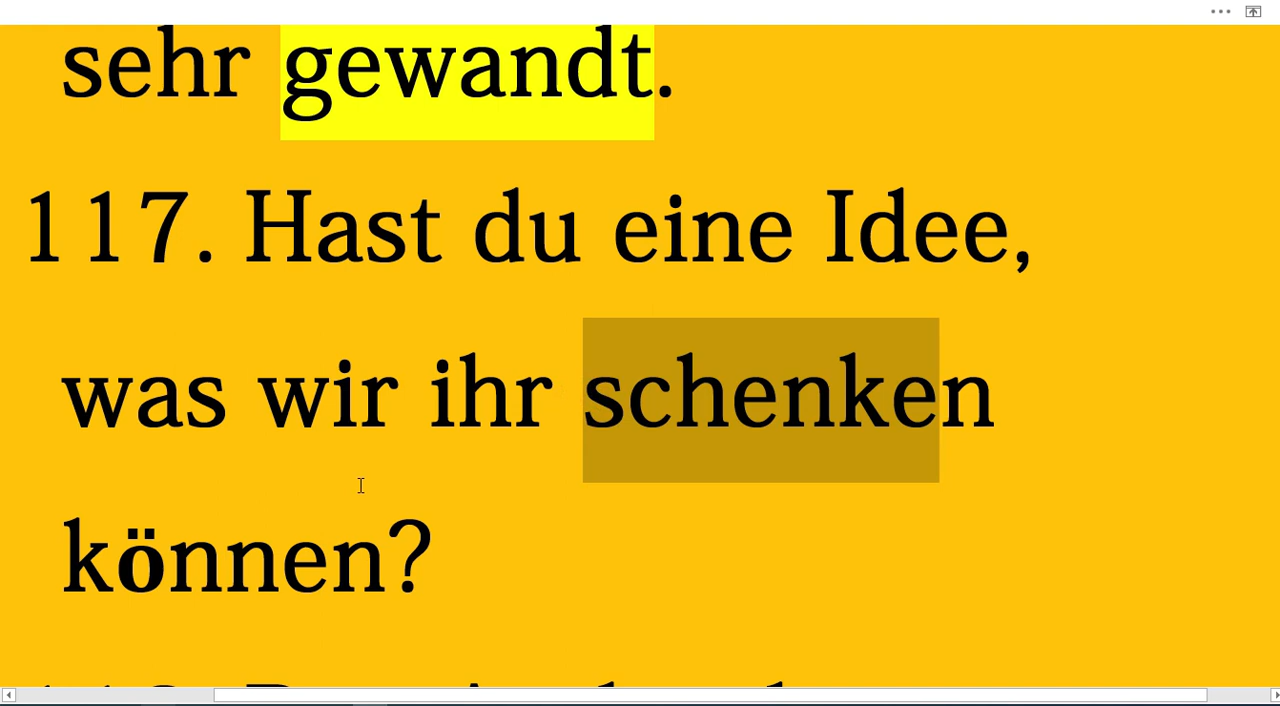 sehr gewandt.
117. Hast du eine Idee,
was wir ihr schenken
können?